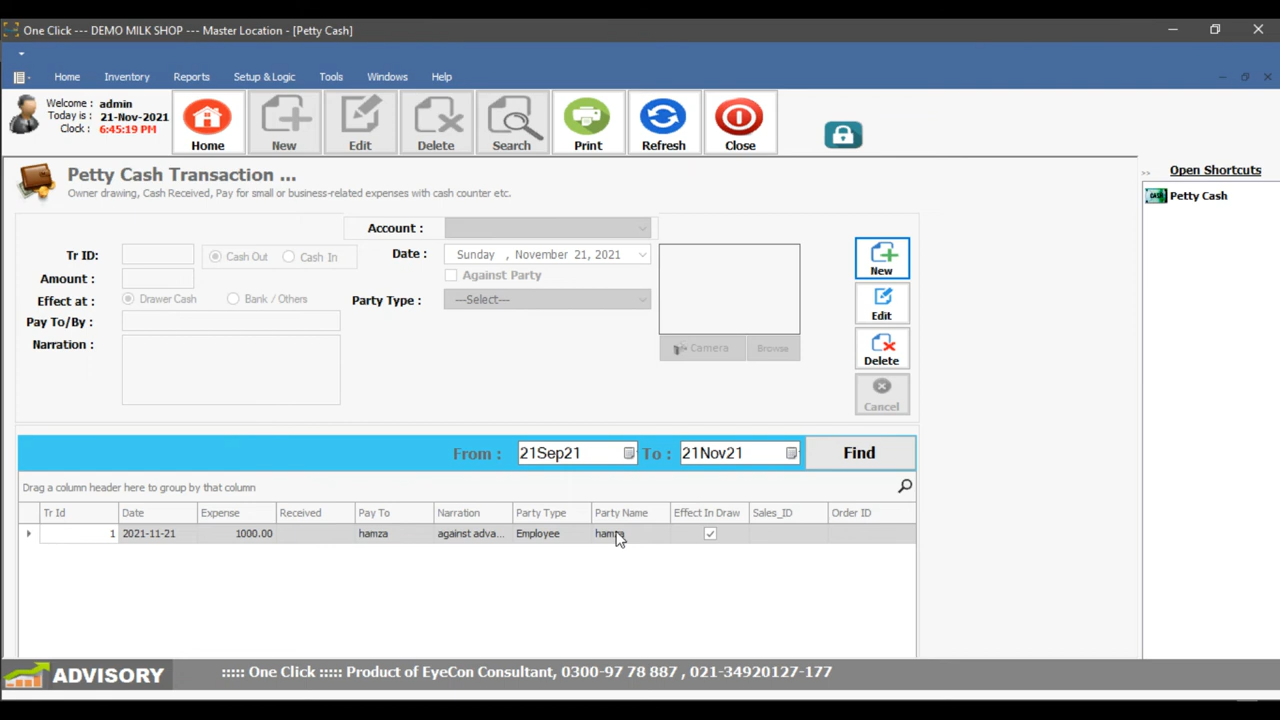 One Click --- DEMO MILK SHOP --- Master Location - [Petty Cash]
Home Inventory Reports Setup & Logic Tools Windows Help
Welcome : admin
Today is : 21-Nov-2021
Clock : 6:45:19 PM
Home New Edit Delete Search Print Refresh Close
Petty Cash Transaction ...
Owner drawing, Cash Received, Pay for small or business-related expenses with cash counter etc.
Open Shortcuts
Petty Cash
Account :
Tr ID: Cash Out Cash In Date : Sunday , November 21, 2021
Amount : Against Party
Effect at : Drawer Cash Bank / Others Party Type : ---Select---
Pay To/By :
Narration : Camera Browse
New
Edit
Delete
Cancel
From : 21Sep21 To : 21Nov21 Find
Drag a column header here to group by that column
Tr Id Date Expense Received Pay To Narration Party Type Party Name Effect In Draw Sales_ID Order ID
1 2021-11-21 1000.00 hamza against adva... Employee hamza
ADVISORY ::::: One Click ::::: Product of EyeCon Consultant, 0300-97 78 887 , 021-34920127-177